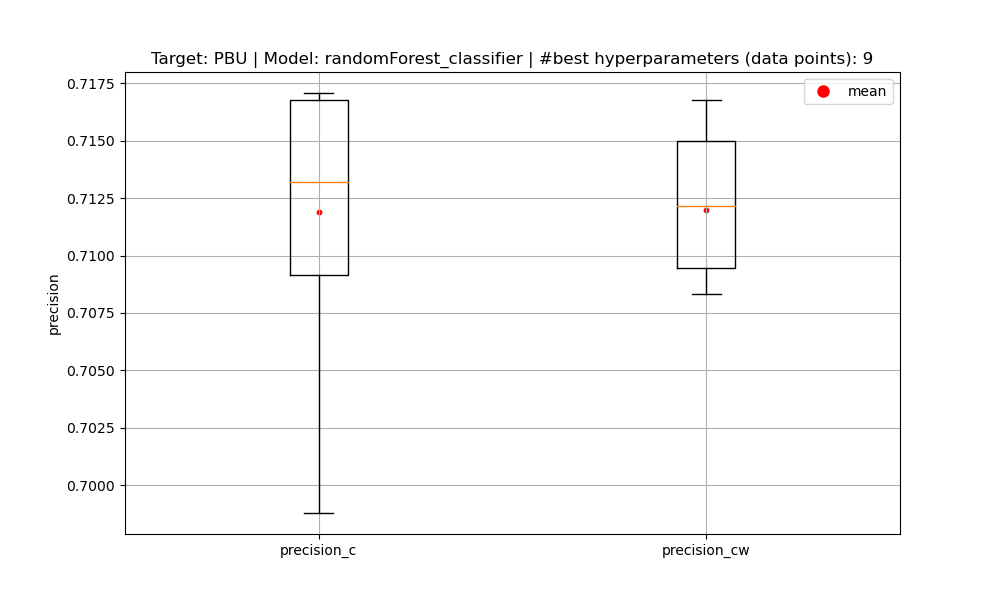 Target: PBU | Model: randomForest_classifier | #best hyperparameters (data points): 9
mean
precision
0.7175
0.7150
0.7125
0.7100
0.7075
0.7050
0.7025
0.7000
precision_c
precision_cw